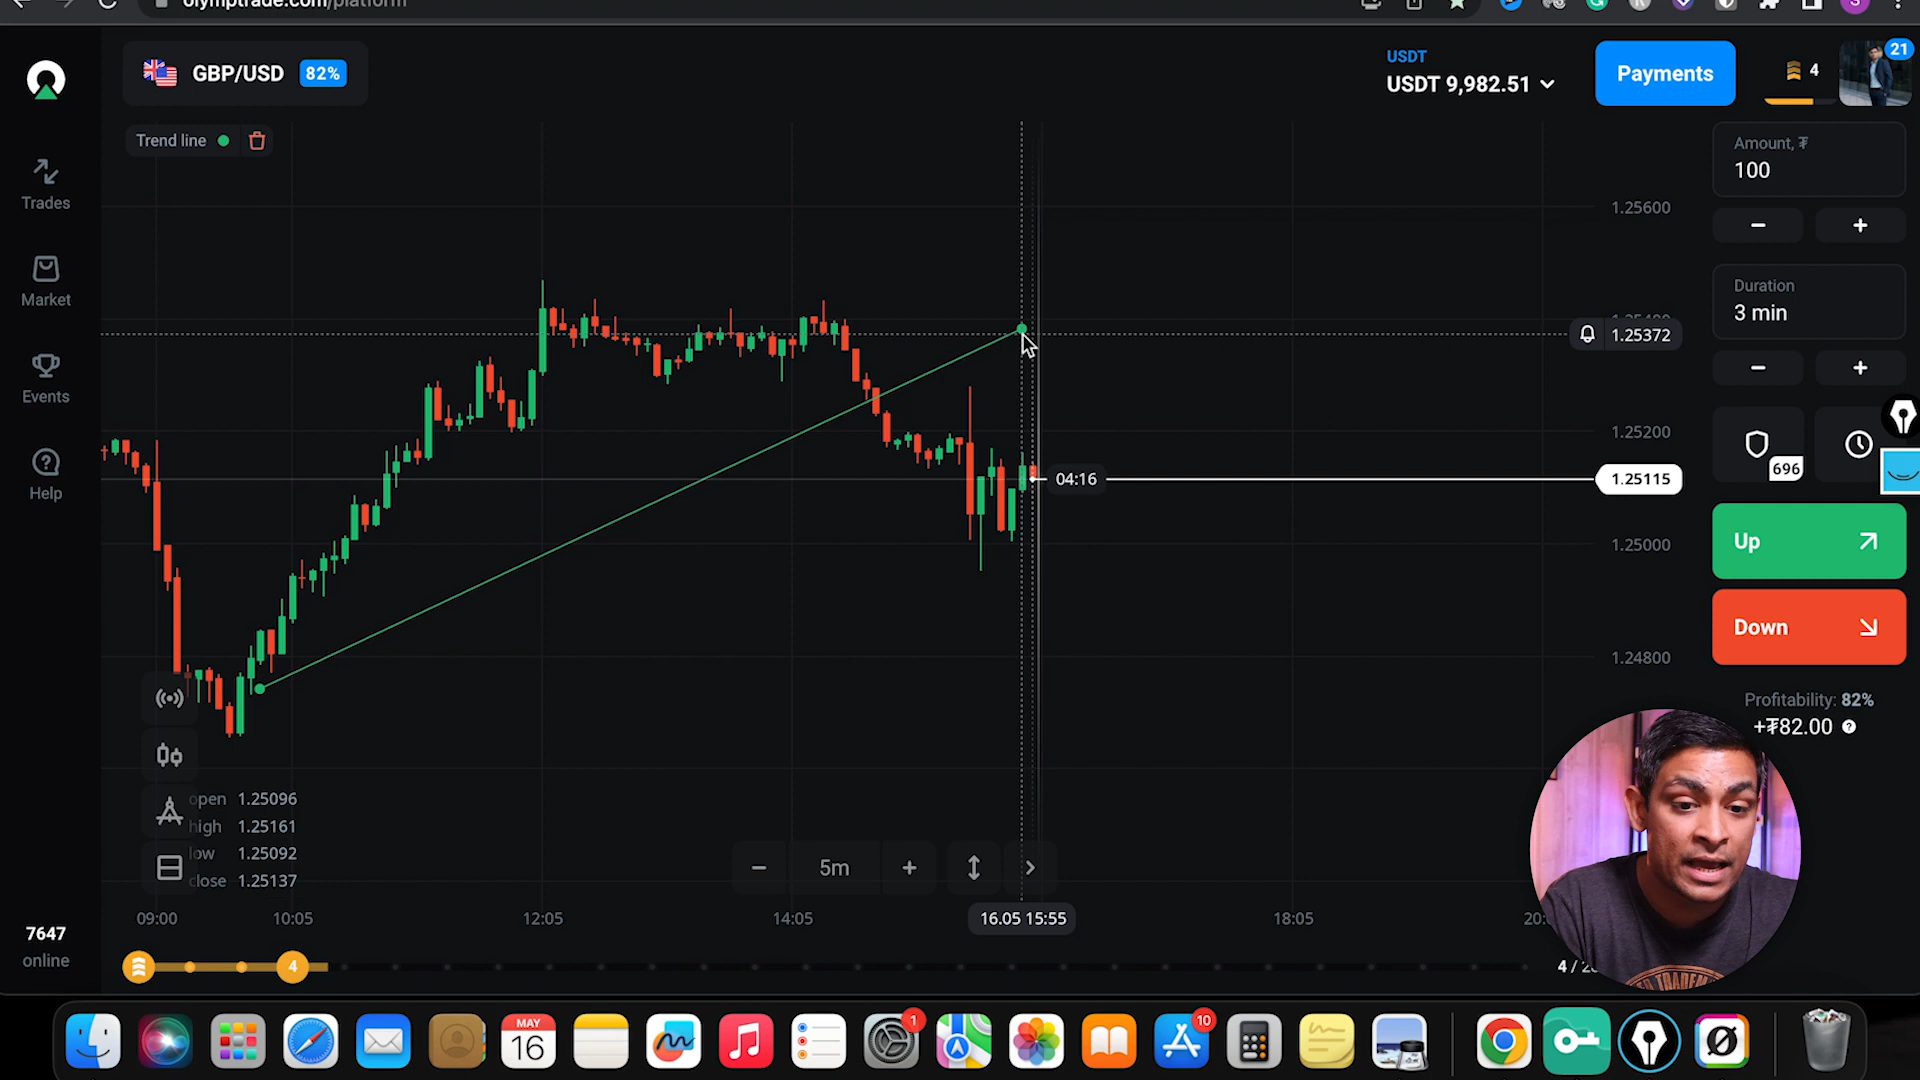 olymptrade.com/platform
GBP/USD 82%
USDT
USDT 9,982.51
Payments
4
21
Trend line
Amount, ₮
100
Trades
1.25600
Market
Duration
3 min
1.25372
Events
1.25200
696
Help
04:16
1.25115
Up
1.25000
Down
1.24800
Profitability: 82%
+₮82.00
open 1.25096
high 1.25161
low 1.25092
close 1.25137
5m
09:00 10:05 12:05 14:05 16.05 15:55 18:05
7647
online
4
4 /
MAY
16
1
10